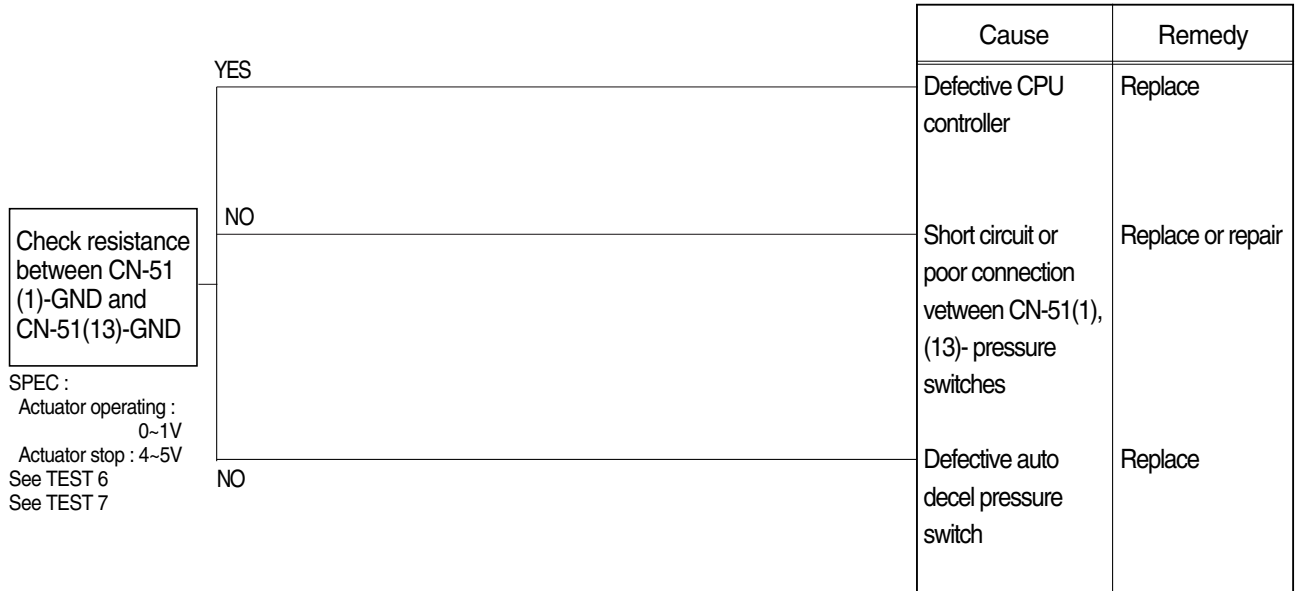 Cause
Remedy
YES
Defective CPU
controller
Replace
NO
Check resistance
between CN-51
(1)-GND and
CN-51(13)-GND
Short circuit or
poor connection
vetween CN-51(1),
(13)- pressure
switches
Replace or repair
SPEC :
Actuator operating :
0~1V
Actuator stop : 4~5V
See TEST 6
See TEST 7
NO
Defective auto
decel pressure
switch
Replace